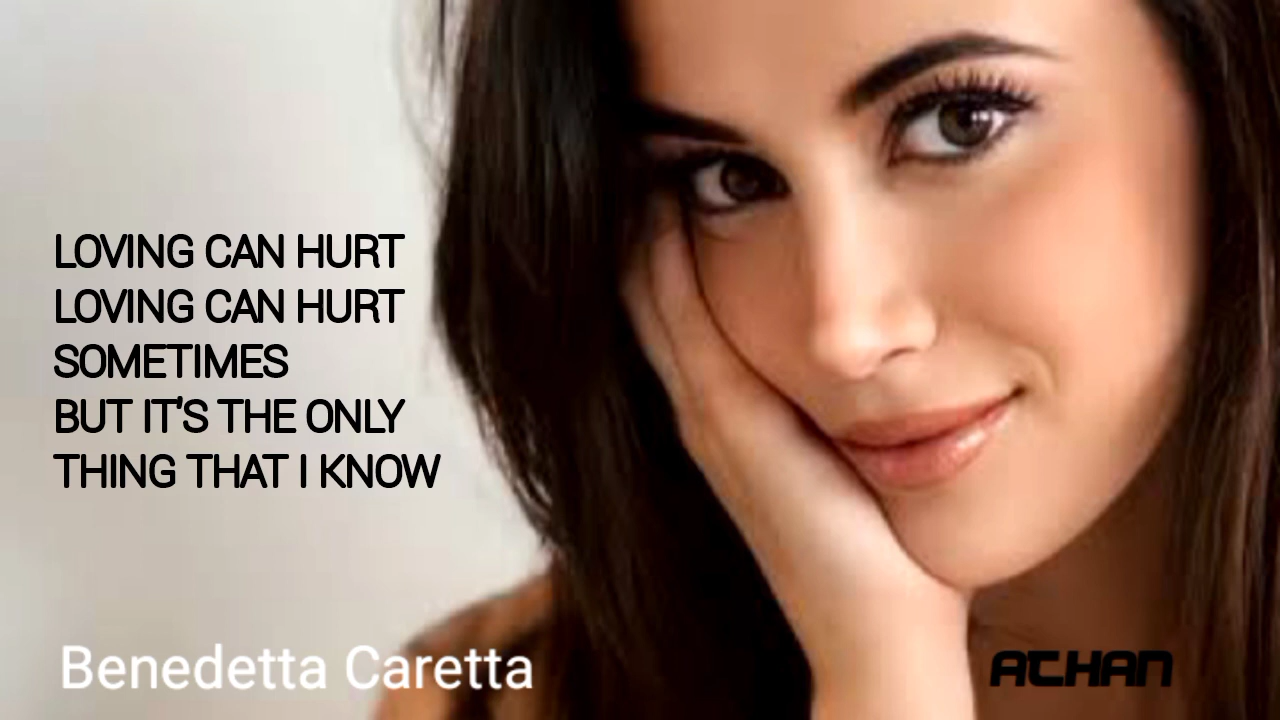 LOVING CAN HURT
LOVING CAN HURT
SOMETIMES
BUT IT'S THE ONLY
THING THAT I KNOW
Benedetta Caretta
ATHAN